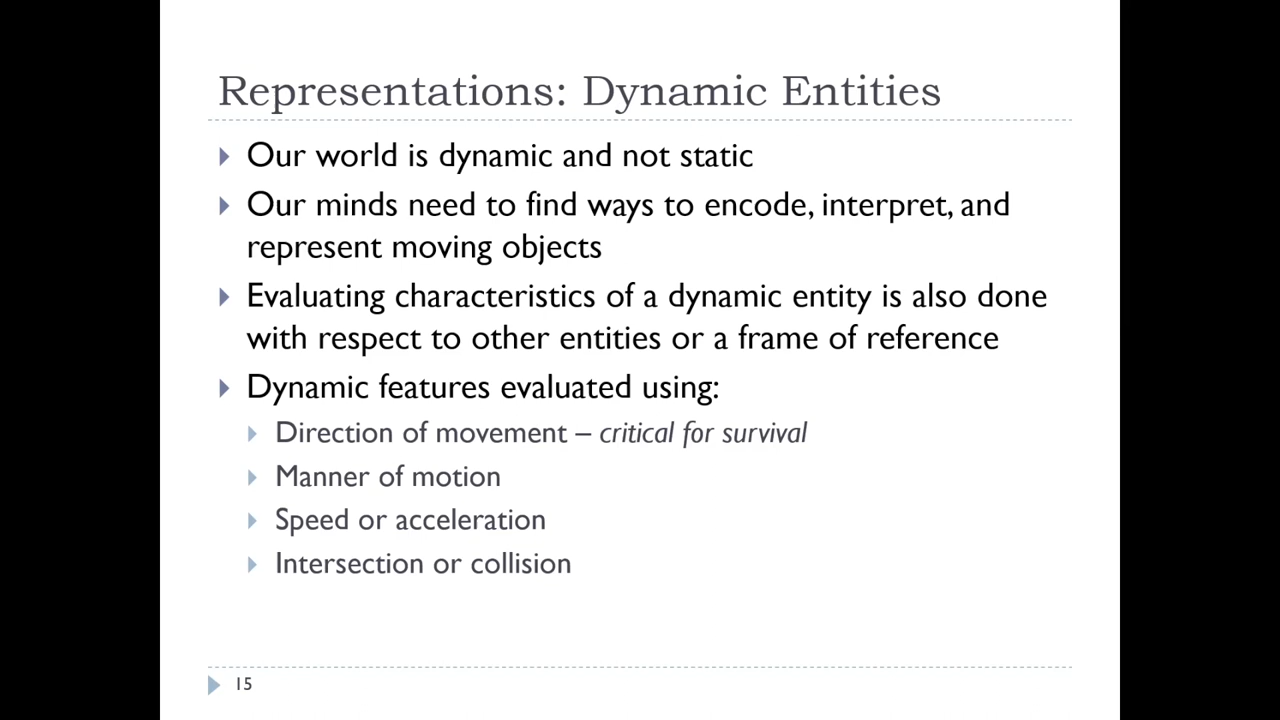 Representations: Dynamic Entities
Our world is dynamic and not static
Our minds need to find ways to encode, interpret, and
represent moving objects
Evaluating characteristics of a dynamic entity is also done
with respect to other entities or a frame of reference
Dynamic features evaluated using:
Direction of movement – critical for survival
Manner of motion
Speed or acceleration
Intersection or collision
15